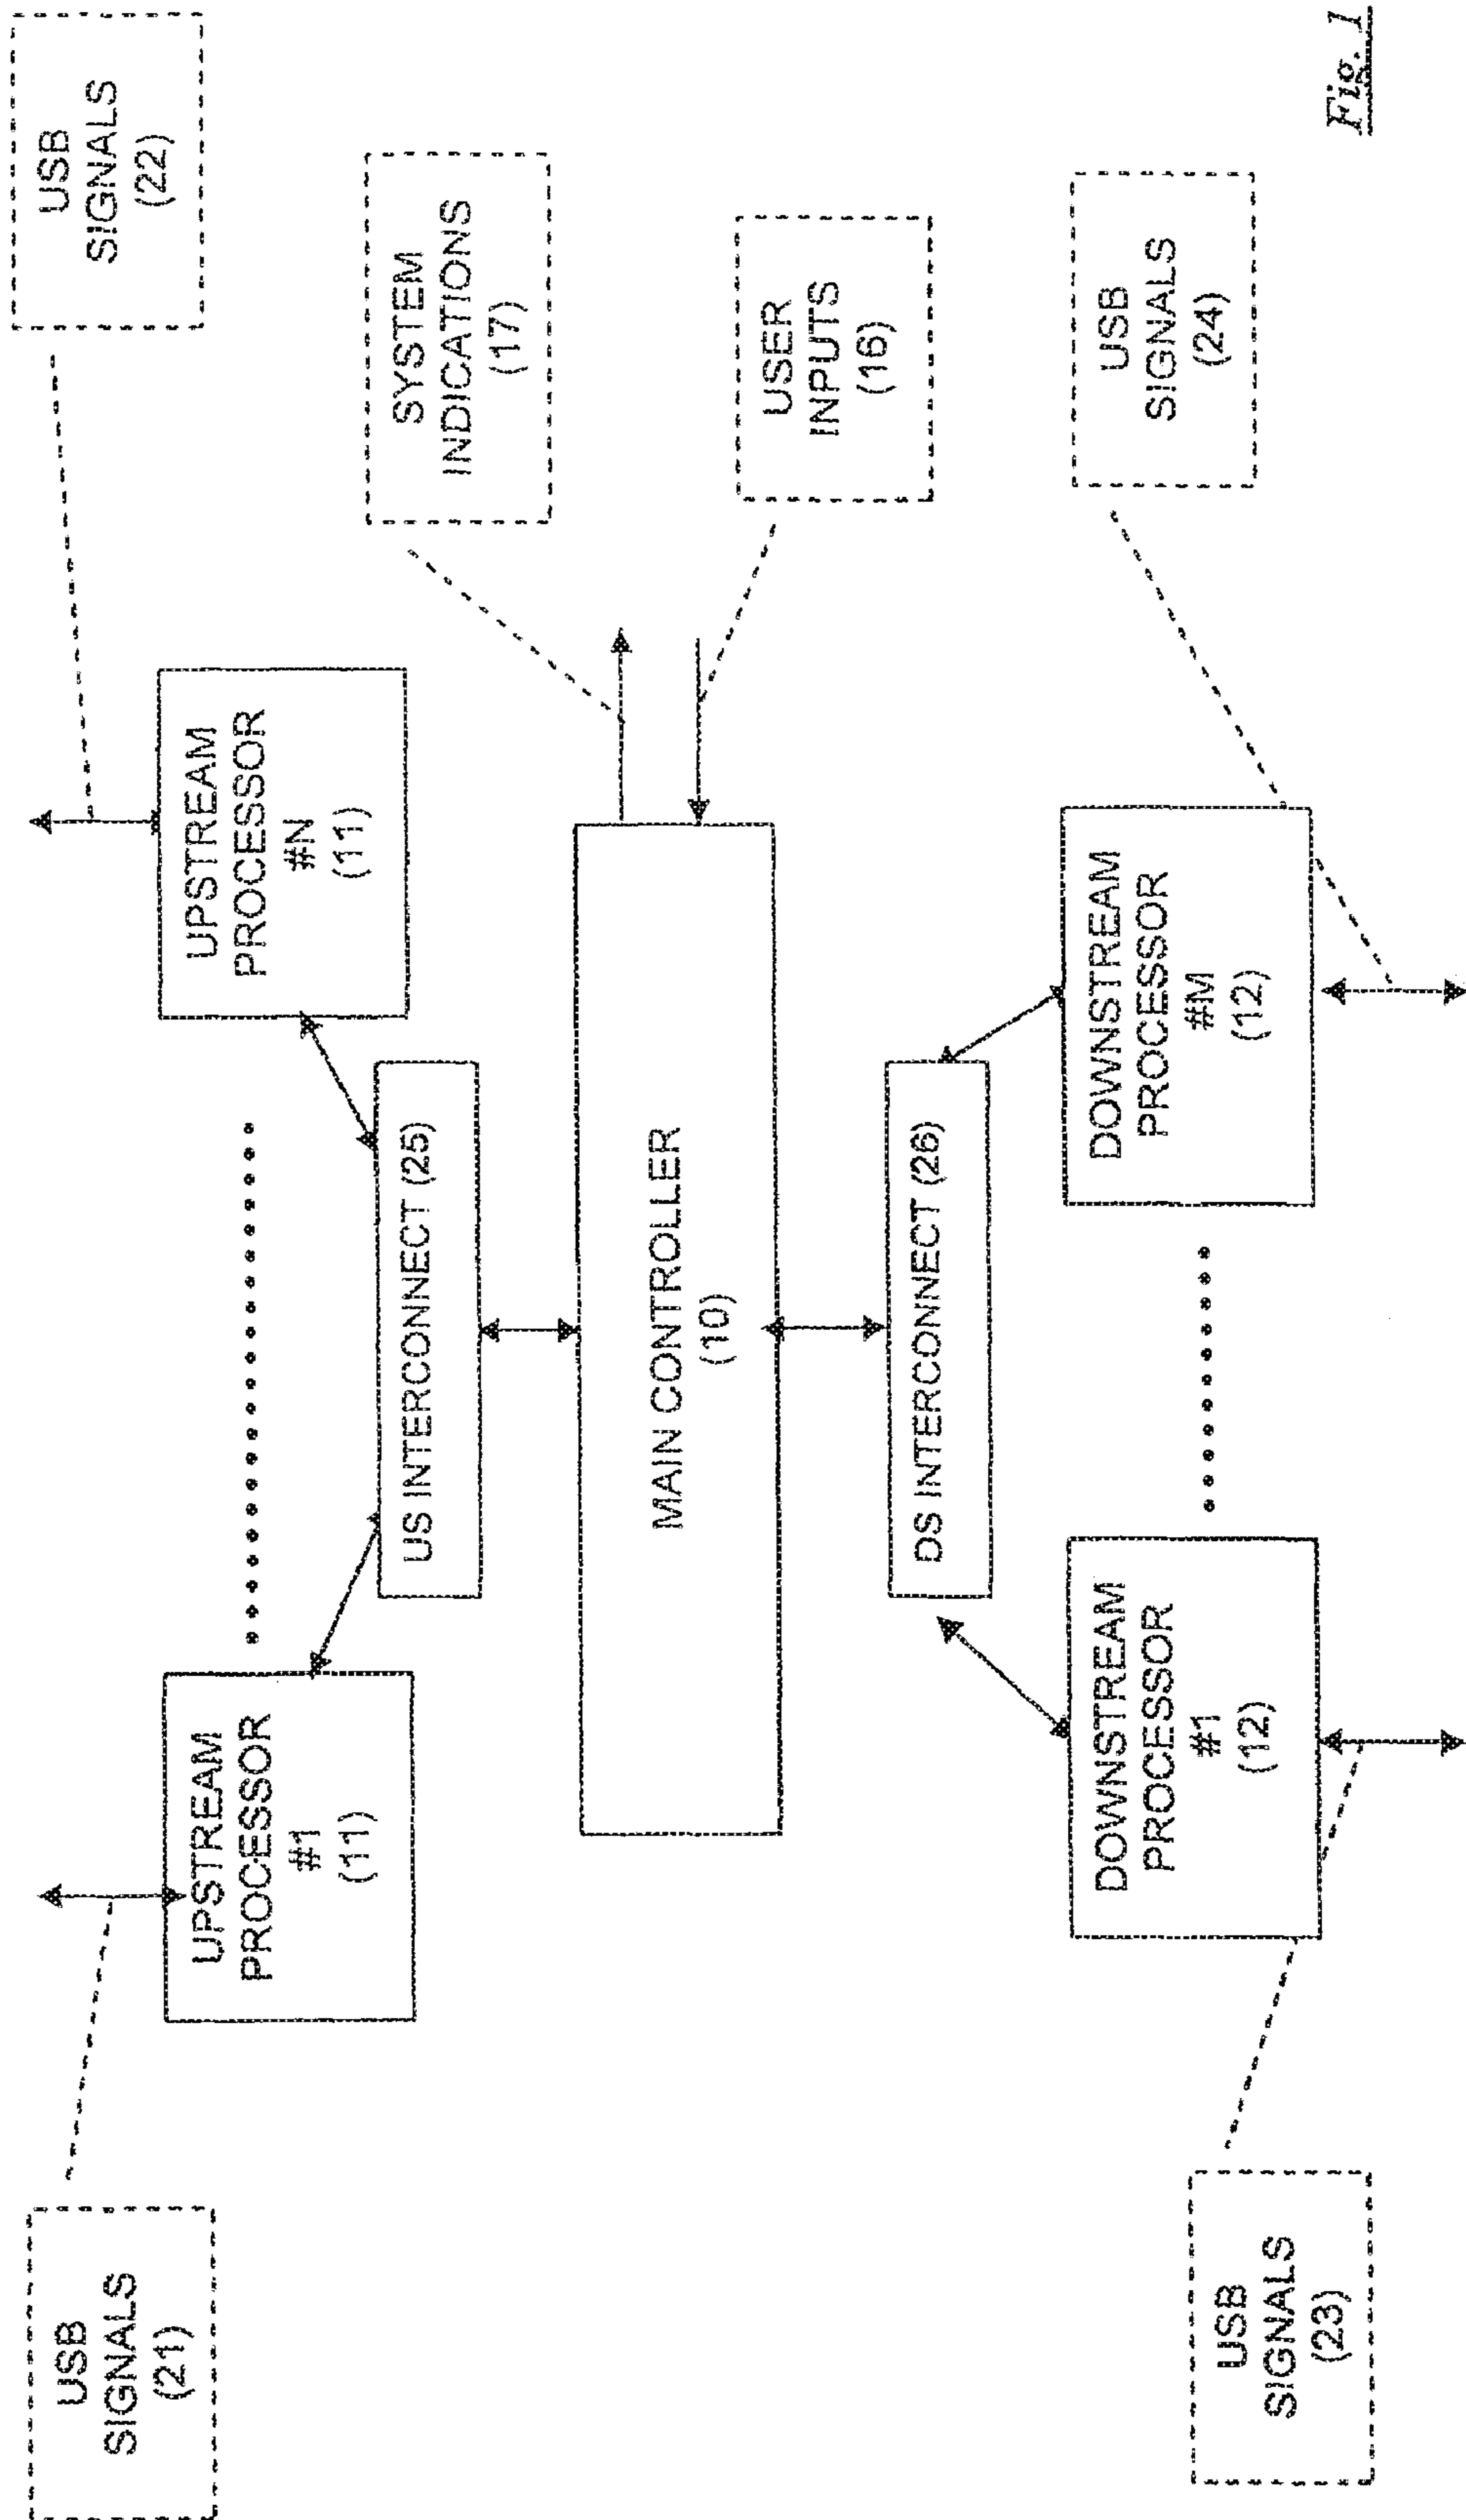 USB
SIGNALS
(21)
USB
SIGNALS
(22)
UPSTREAM
PROCESSOR
#1
(11)
UPSTREAM
PROCESSOR
#N
(11)
US INTERCONNECT (25)
SYSTEM
INDICATIONS
(17)
MAIN CONTROLLER
(10)
USER
INPUTS
(16)
DS INTERCONNECT (26)
DOWNSTREAM
PROCESSOR
#1
(12)
DOWNSTREAM
PROCESSOR
#M
(12)
USB
SIGNALS
(24)
USB
SIGNALS
(23)
Fig. 1